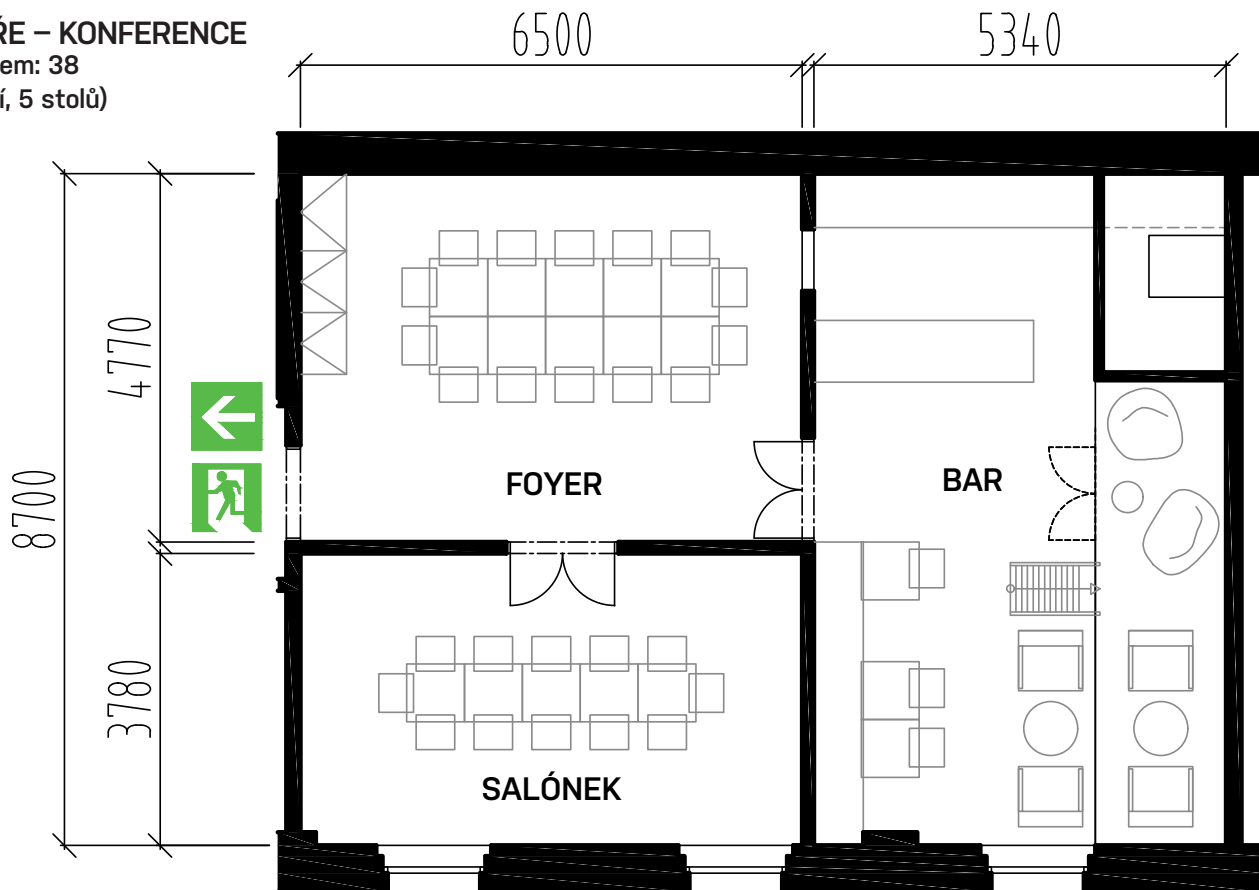 ŘE – KONFERENCE
em: 38
í, 5 stolů)
6500
5340
4770
8700
3780
FOYER
BAR
SALÓNEK